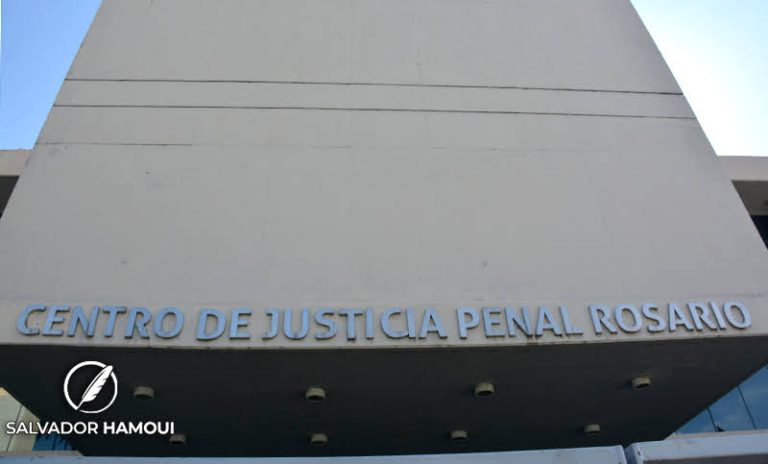 CENTRO DE JUSTICIA PENAL ROSARIO
SALVADOR HAMOUI